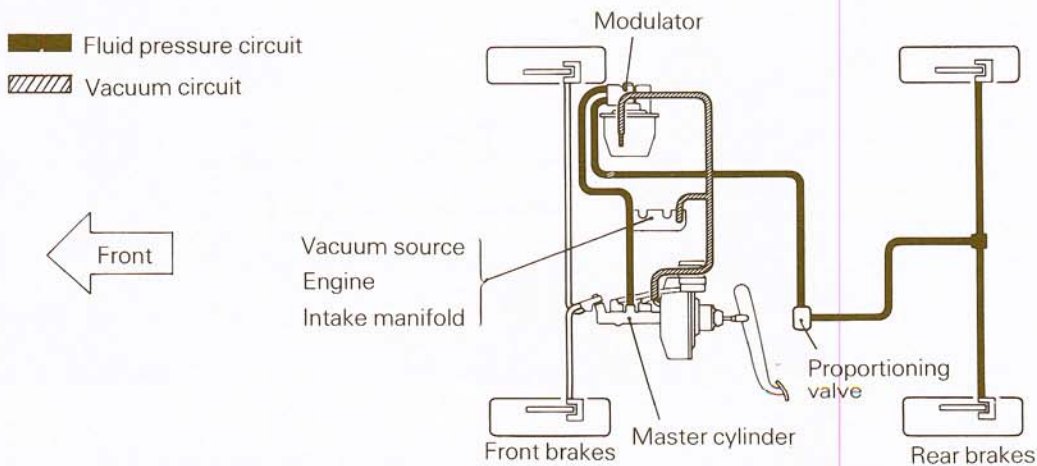 Modulator
Fluid pressure circuit
Vacuum circuit
Front
Vacuum source
Engine
Intake manifold
Proportioning
valve
Master cylinder
Front brakes
Rear brakes